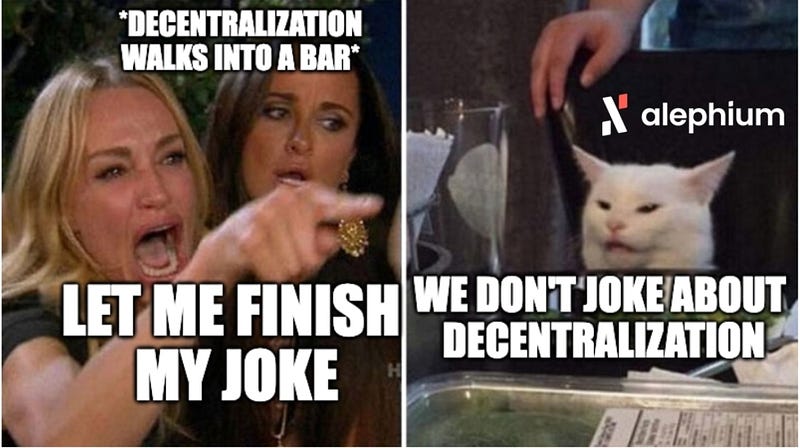 *DECENTRALIZATION
WALKS INTO A BAR*
LET ME FINISH
MY JOKE
alephium
WE DON'T JOKE ABOUT
DECENTRALIZATION